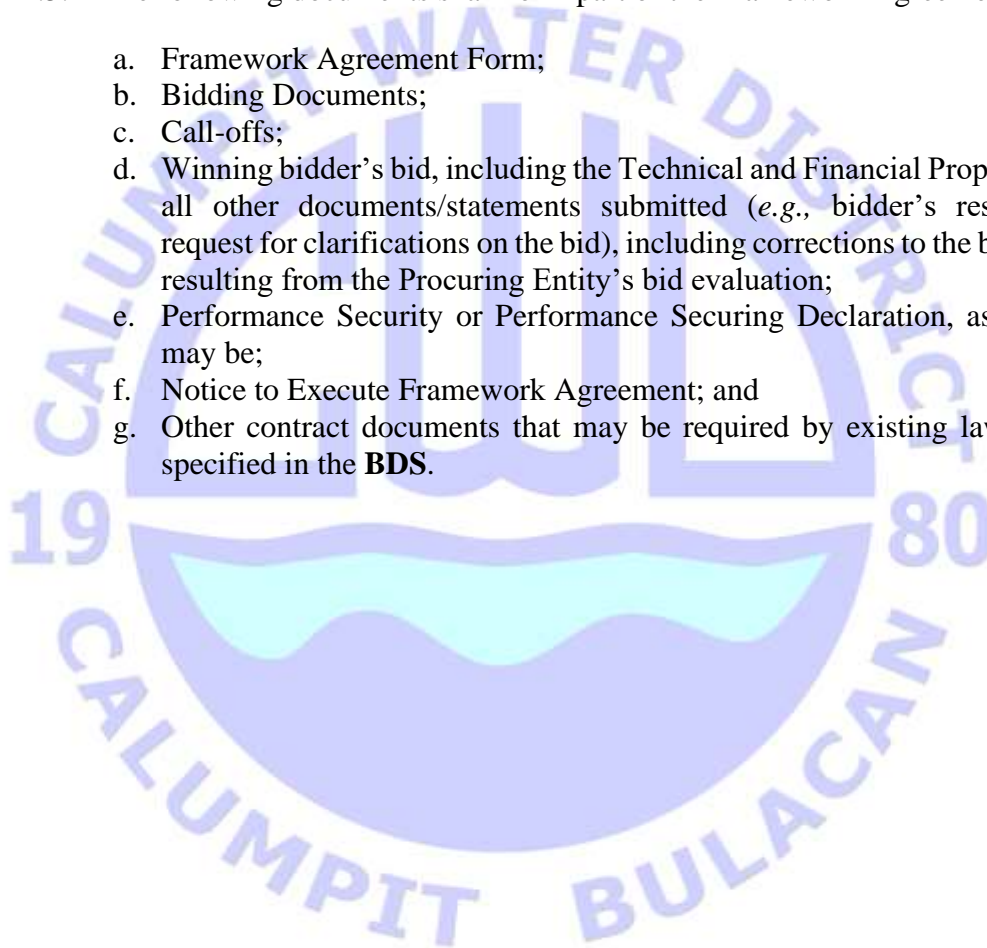 a. Framework Agreement Form;
b. Bidding Documents;
c. Call-offs;
d. Winning bidder’s bid, including the Technical and Financial
all other documents/statements submitted (e.g., bidder’s
request for clarifications on the bid), including corrections to the
resulting from the Procuring Entity’s bid evaluation;
e. Performance Security or Performance Securing Declaration, as
may be;
f. Notice to Execute Framework Agreement; and
g. Other contract documents that may be required by existing
specified in the BDS.
CALUMPIT WATER DISTRICT
19 80
CALUMPIT BULACAN